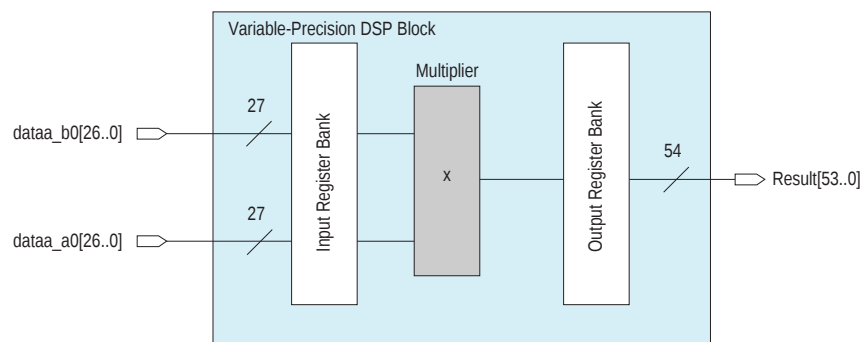 Variable-Precision DSP Block
Multiplier
27
dataa_b0[26..0]
Input Register Bank
x
Output Register Bank
54
Result[53..0]
27
dataa_a0[26..0]